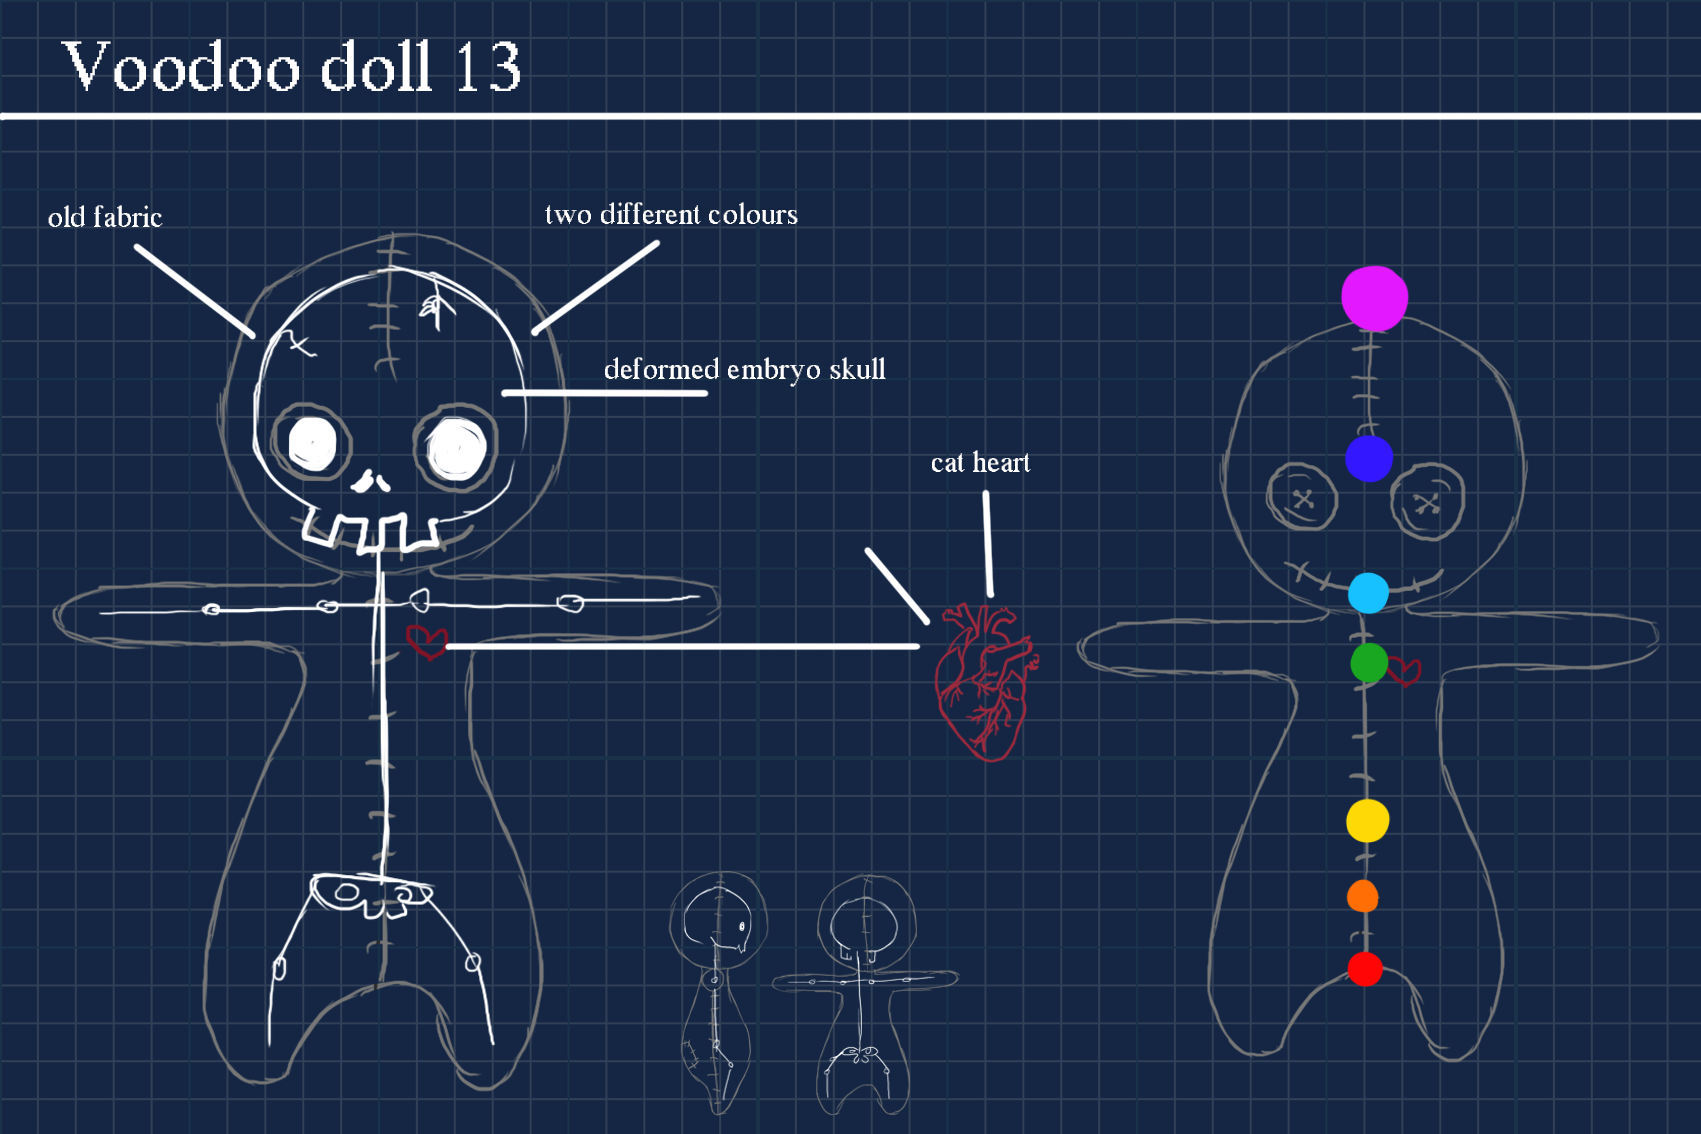 Voodoo doll 13
old fabric
two different colours
deformed embryo skull
cat heart